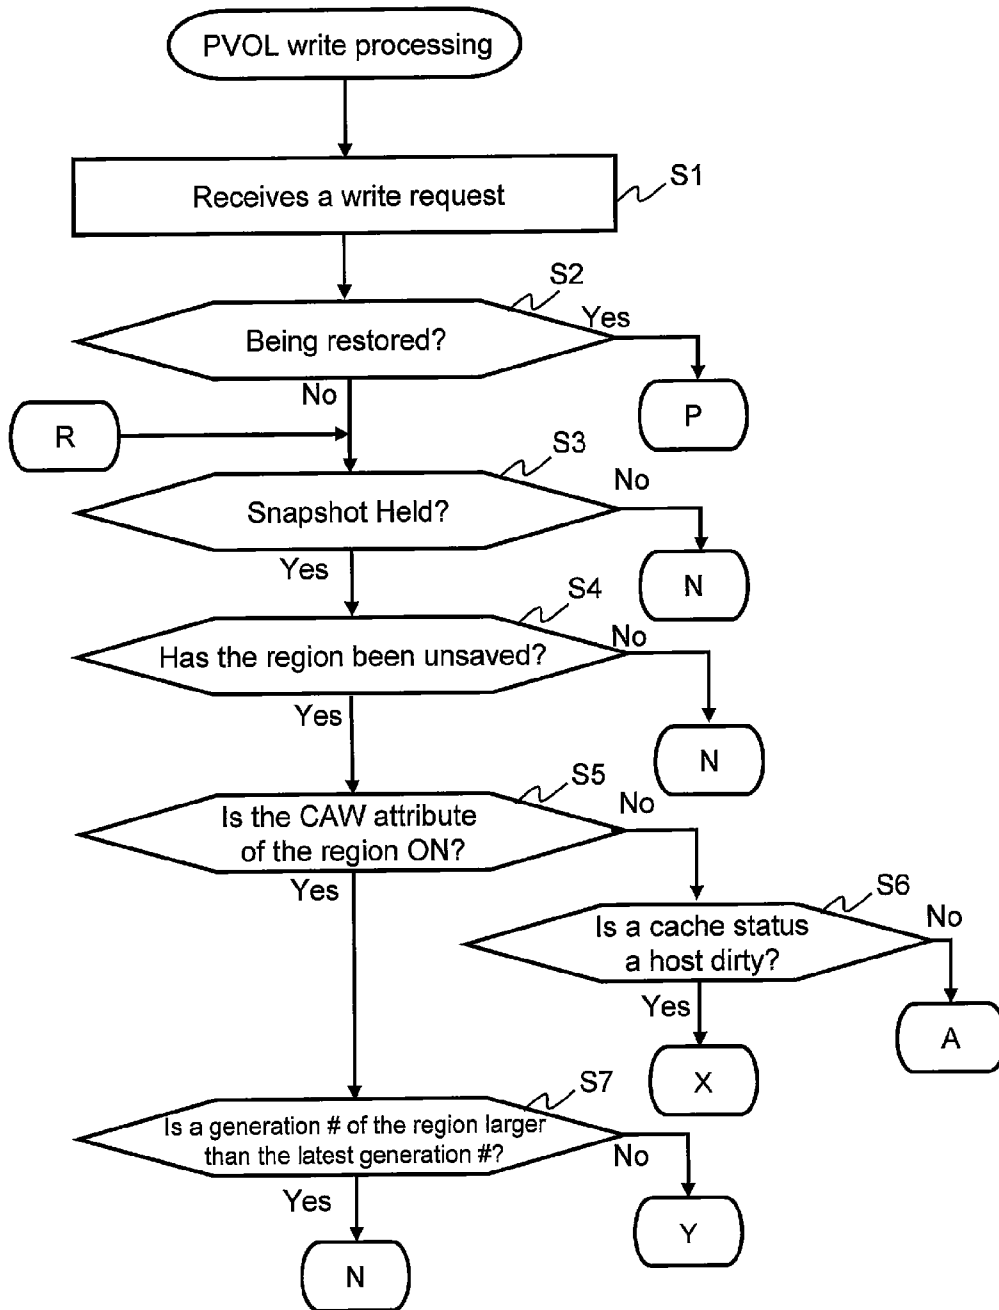 PVOL write processing
Receives a write request
S1
S2
Being restored?
Yes
No
P
R
S3
Snapshot Held?
No
Yes
N
S4
Has the region been unsaved?
No
Yes
N
S5
Is the CAW attribute
of the region ON?
No
Yes
S6
Is a cache status
a host dirty?
No
Yes
A
X
S7
Is a generation # of the region larger
than the latest generation #?
No
Yes
Y
N